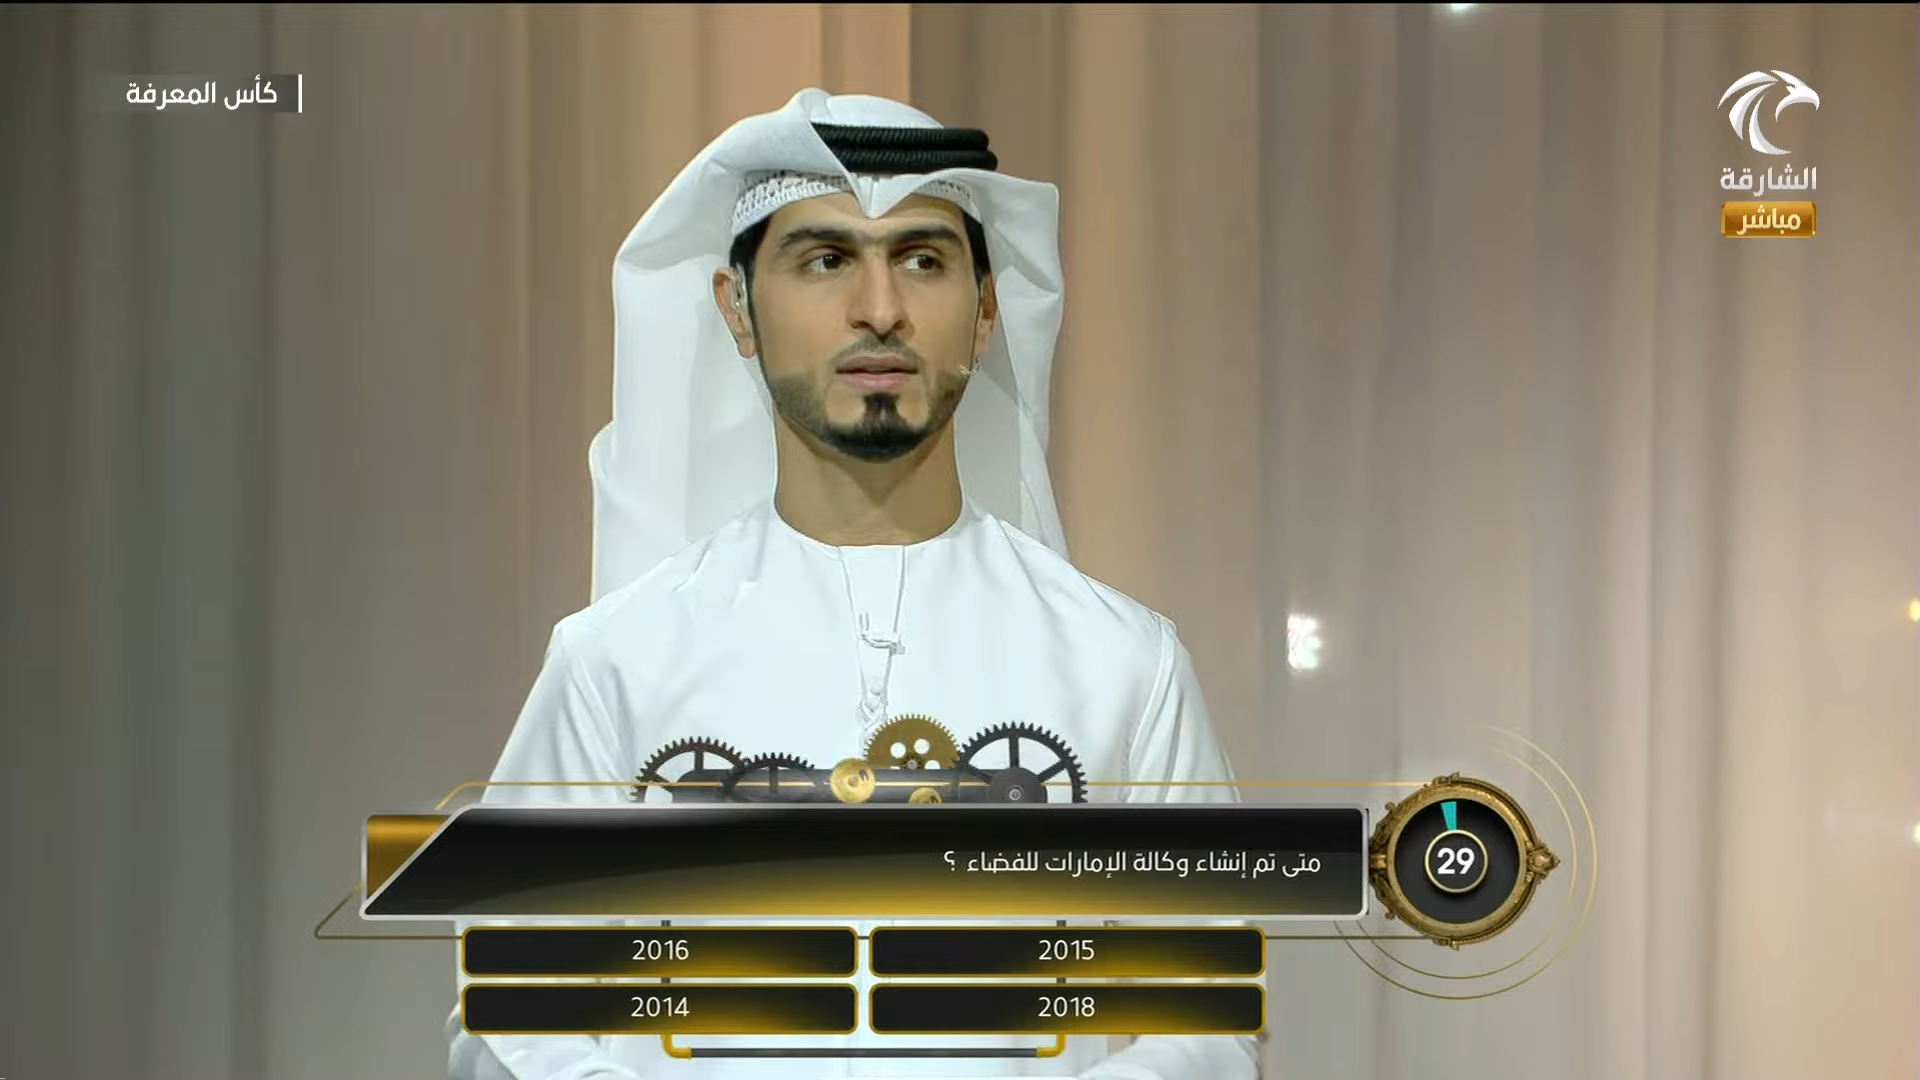 كأس المعرفة
الشارقة
مباشر
متى تم إنشاء وكالة الإمارات للفضاء ؟
29
2015
2016
2018
2014